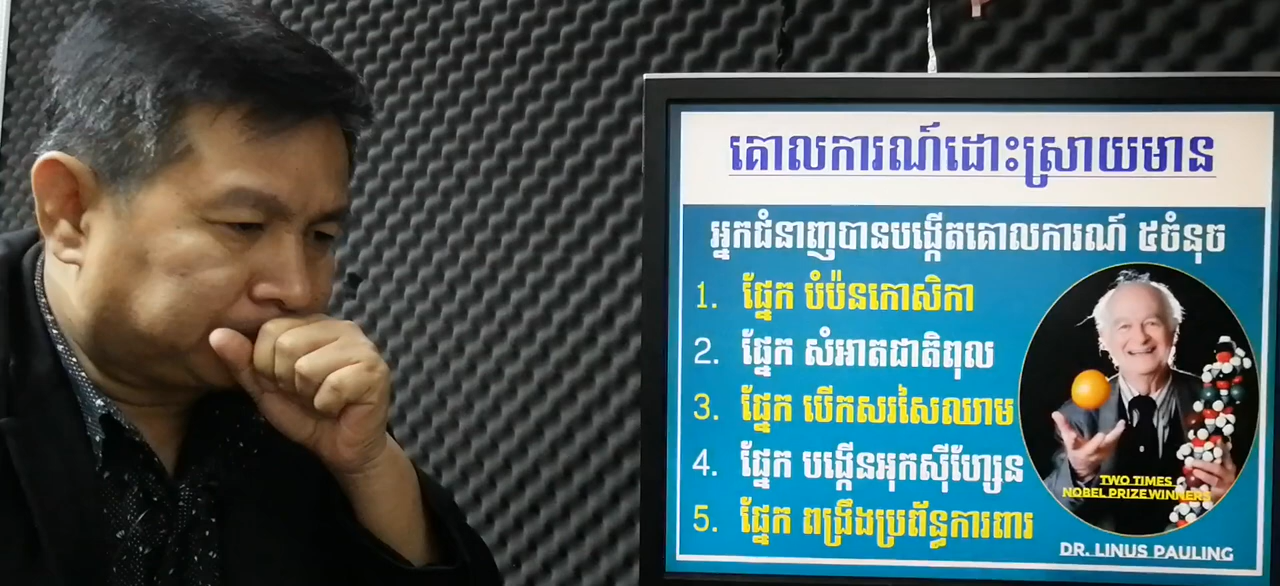 គោលការណ៍ដោះស្រាយមាន
អ្នកជំនាញបានបង្កើតគោលការណ៍ ៥ចំនុច
1. ផ្នែក បំប៉នកោសិកា
2. ផ្នែក សំអាតជាតិពុល
3. ផ្នែក បើកសរសៃឈាម
4. ផ្នែក បង្កើនអុកស៊ីហ្សែន
5. ផ្នែក ពង្រឹងប្រព័ន្ធការពារ
TWO TIMES
NOBEL PRIZE WINNERS
DR. LINUS PAULING